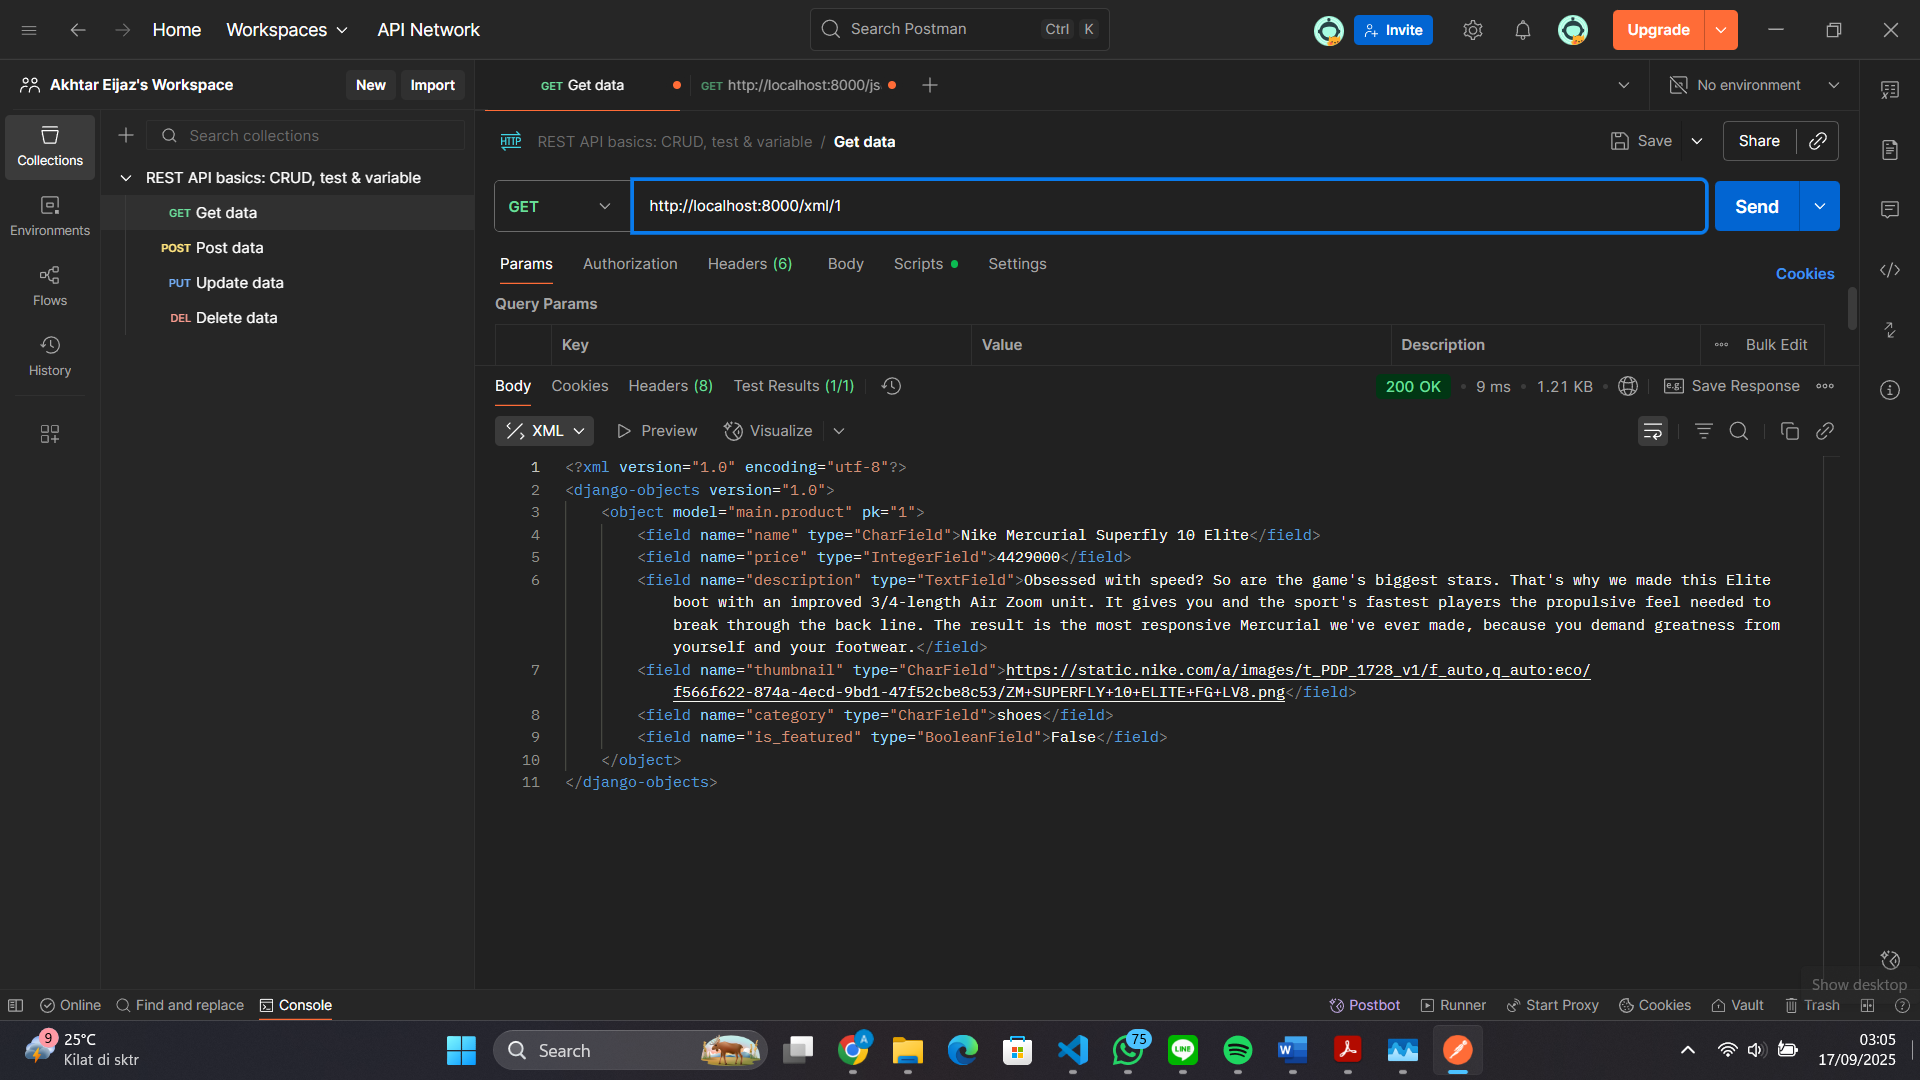 Home
Workspaces
API Network
Search Postman
Ctrl
K
Invite
Upgrade
Akhtar Eijaz's Workspace
New
Import
GET Get data
GET http://localhost:8000/js
No environment
Collections
Environments
Flows
History
Search collections
REST API basics: CRUD, test & variable
GET Get data
POST Post data
PUT Update data
DEL Delete data
HTTP REST API basics: CRUD, test & variable / Get data
Save
Share
GET
http://localhost:8000/xml/1
Send
Params
Authorization
Headers (6)
Body
Scripts
Settings
Cookies
Query Params
Key
Value
Description
Bulk Edit
Body
Cookies
Headers (8)
Test Results (1/1)
200 OK
9 ms
1.21 KB
e.g. Save Response
XML
Preview
Visualize
1 <?xml version="1.0" encoding="utf-8"?>
2 <django-objects version="1.0">
3 <object model="main.product" pk="1">
4 <field name="name" type="CharField">Nike Mercurial Superfly 10 Elite</field>
5 <field name="price" type="IntegerField">4429000</field>
6 <field name="description" type="TextField">Obsessed with speed? So are the game's biggest stars. That's why we made this Elite
boot with an improved 3/4-length Air Zoom unit. It gives you and the sport's fastest players the propulsive feel needed to
break through the back line. The result is the most responsive Mercurial we've ever made, because you demand greatness from
yourself and your footwear.</field>
7 <field name="thumbnail" type="CharField">https://static.nike.com/a/images/t_PDP_1728_v1/f_auto,q_auto:eco/
f566f622-874a-4ecd-9bd1-47f52cbe8c53/ZM+SUPERFLY+10+ELITE+FG+LV8.png</field>
8 <field name="category" type="CharField">shoes</field>
9 <field name="is_featured" type="BooleanField">False</field>
10 </object>
11 </django-objects>
Show desktop
Online
Find and replace
Console
Postbot
Runner
Start Proxy
Cookies
Vault
Trash
9
25°C
Kilat di sktr
Search
A
75
LINE
W
03:05
17/09/2025